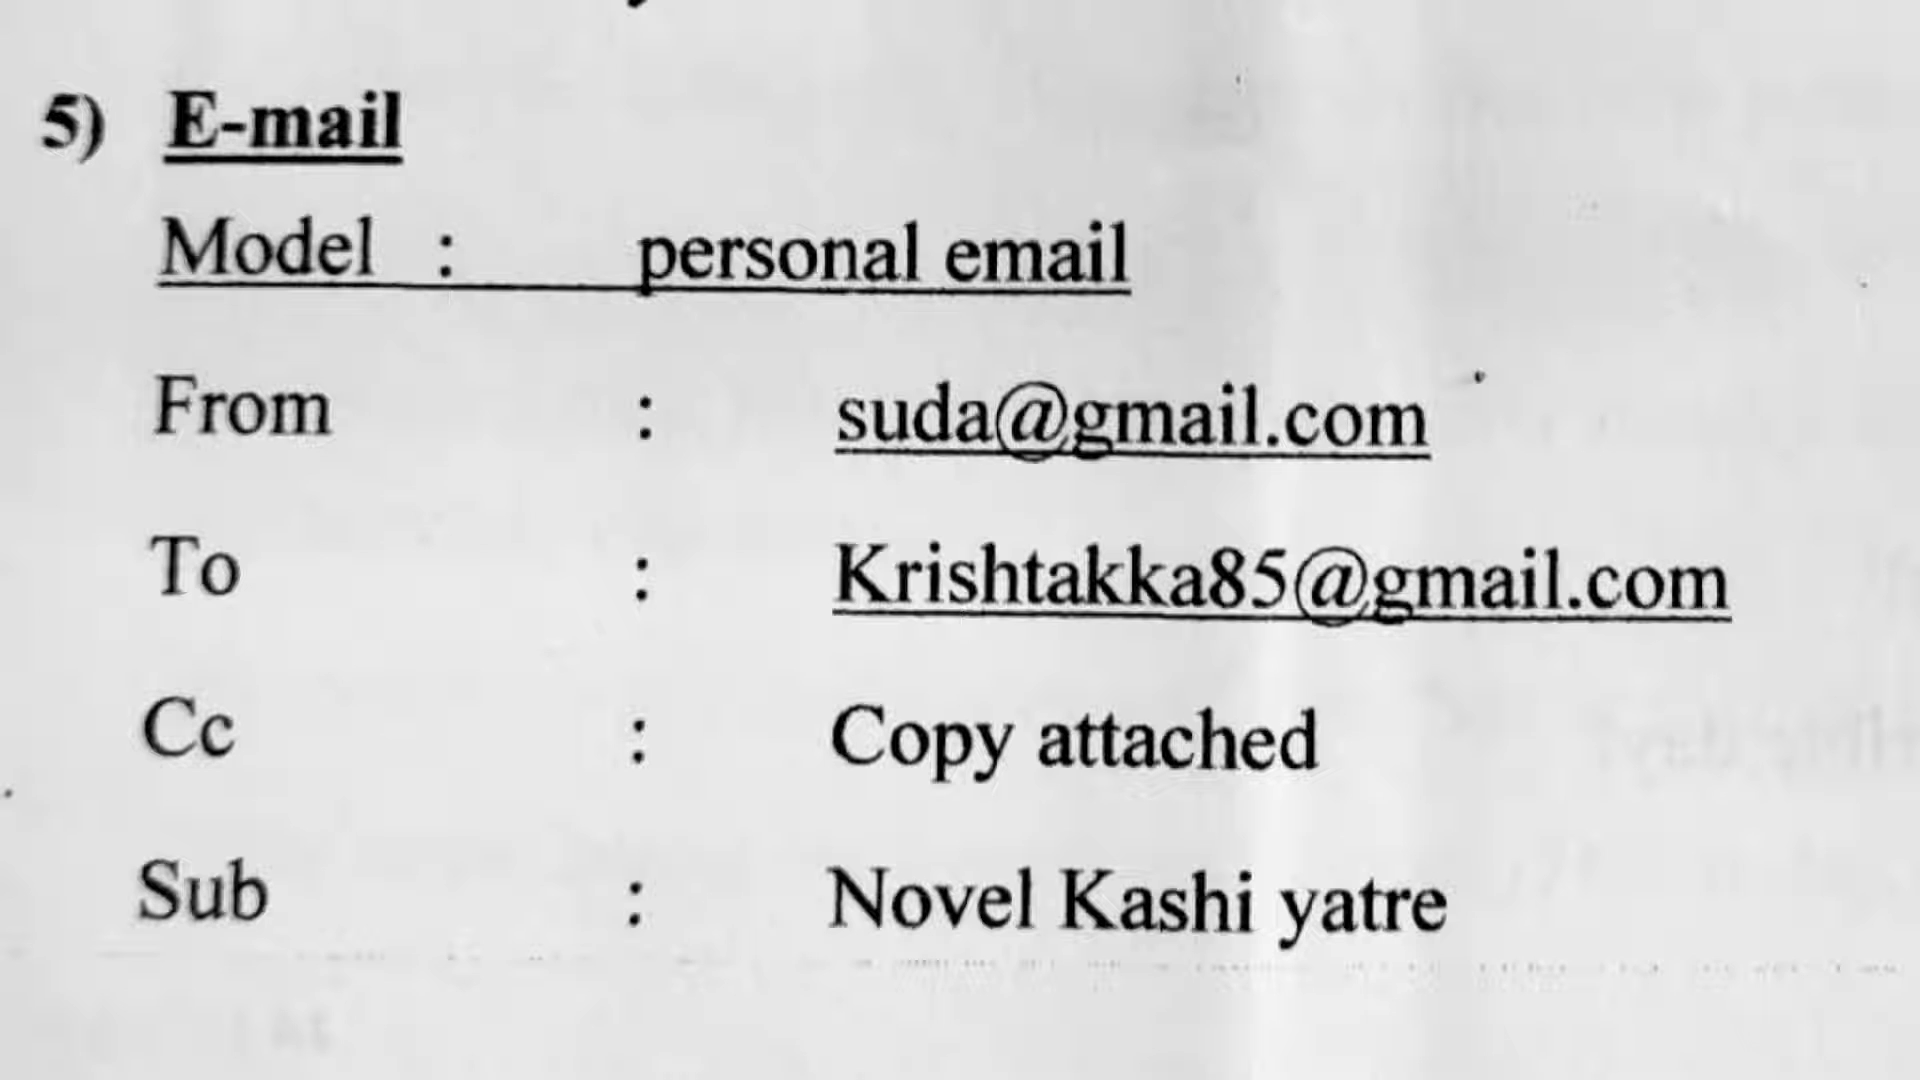 5) E-mail
Model : personal email
From : suda@gmail.com
To : Krishtakka85@gmail.com
Cc : Copy attached
Sub : Novel Kashi yatre